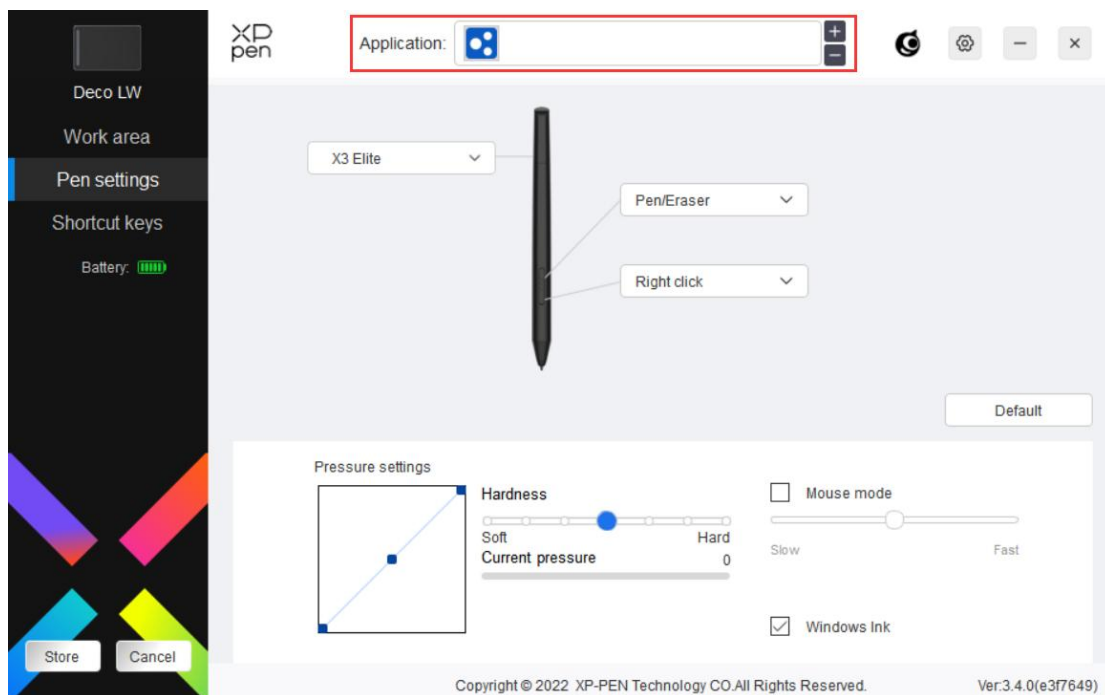 XP
pen
Application:
Deco LW
Work area
Pen settings
Shortcut keys
Battery:
X3 Elite
Pen/Eraser
Right click
Default
Pressure settings
Hardness
Soft Hard
Current pressure 0
Mouse mode
Slow Fast
Windows Ink
Store Cancel
Copyright © 2022 XP-PEN Technology CO.All Rights Reserved. Ver:3.4.0(e3f7649)